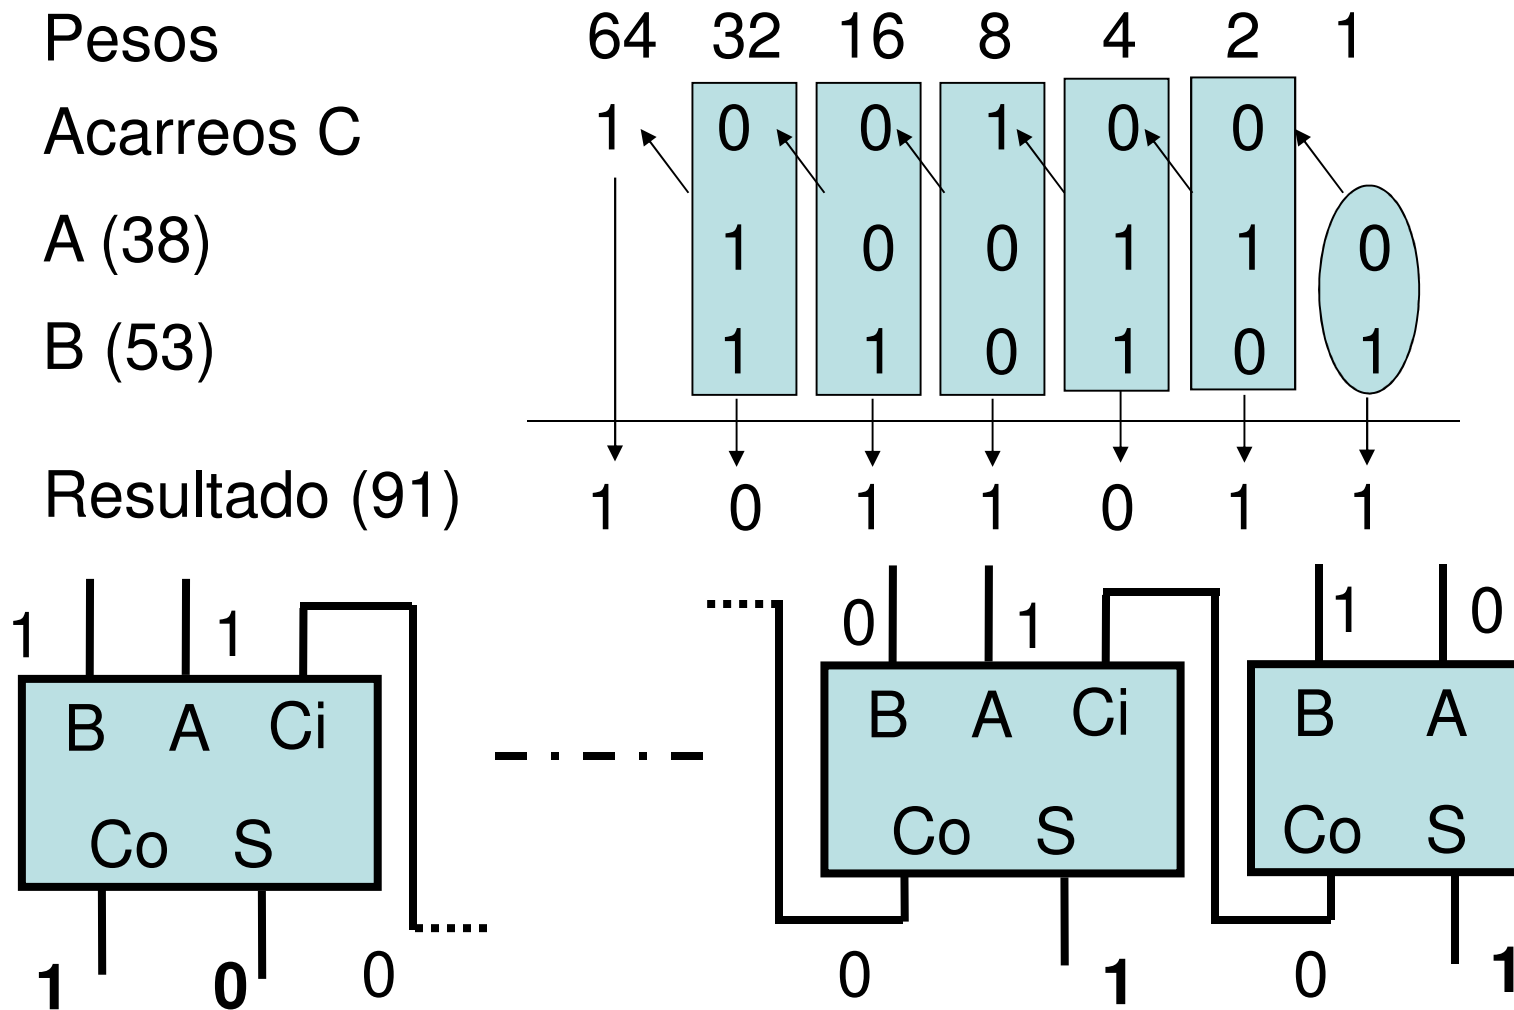 Pesos 64 32 16 8 4 2 1
Acarreos C 1 0 0 1 0 0
A (38) 1 0 0 1 1 0
B (53) 1 1 0 1 0 1
Resultado (91) 1 0 1 1 0 1 1
1 1 0 1 1 0
B A Ci B A Ci B A
Co S Co S Co S
1 0 0 0 1 0 1